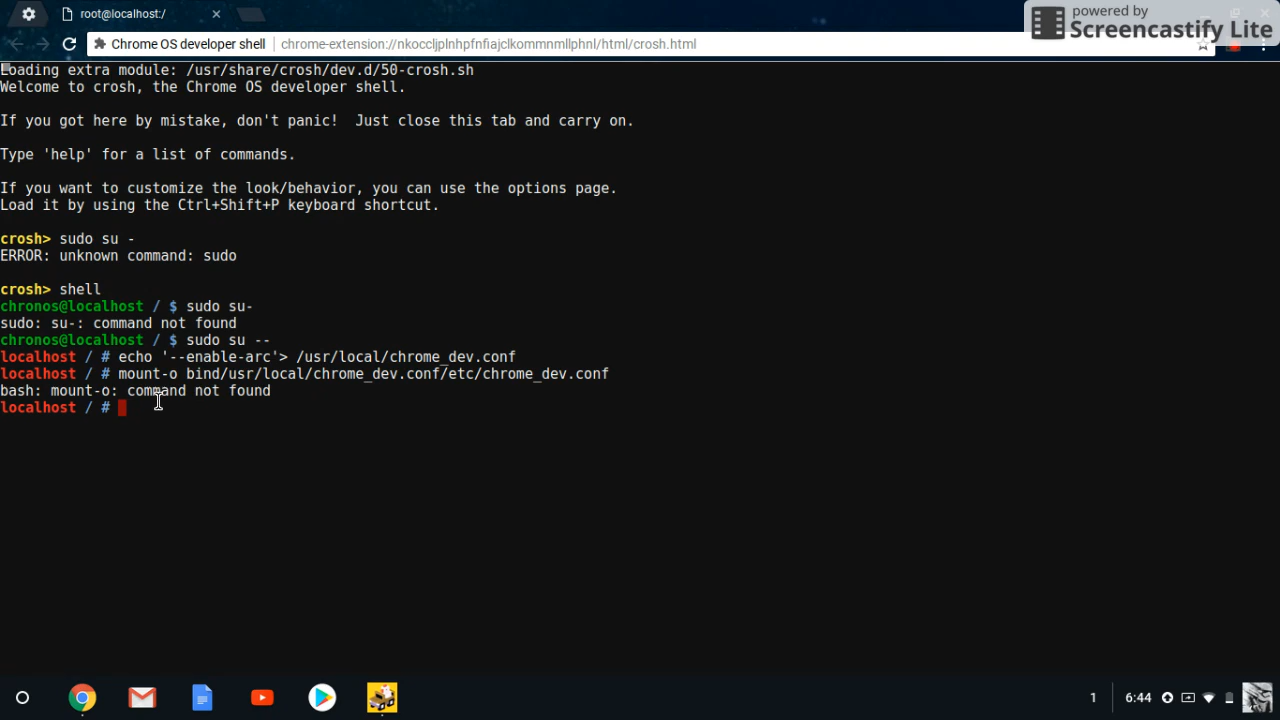 root@localhost:/
powered by
Screencastify Lite
Chrome OS developer shell chrome-extension://nkoccljplnhpfnfiajclkommnmllphnl/html/crosh.html
Loading extra module: /usr/share/crosh/dev.d/50-crosh.sh
Welcome to crosh, the Chrome OS developer shell.
If you got here by mistake, don't panic!  Just close this tab and carry on.
Type 'help' for a list of commands.
If you want to customize the look/behavior, you can use the options page.
Load it by using the Ctrl+Shift+P keyboard shortcut.
crosh> sudo su -
ERROR: unknown command: sudo
crosh> shell
chronos@localhost / $ sudo su-
sudo: su-: command not found
chronos@localhost / $ sudo su --
localhost / # echo '--enable-arc'> /usr/local/chrome_dev.conf
localhost / # mount-o bind/usr/local/chrome_dev.conf/etc/chrome_dev.conf
bash: mount-o: command not found
localhost / #
1 6:44